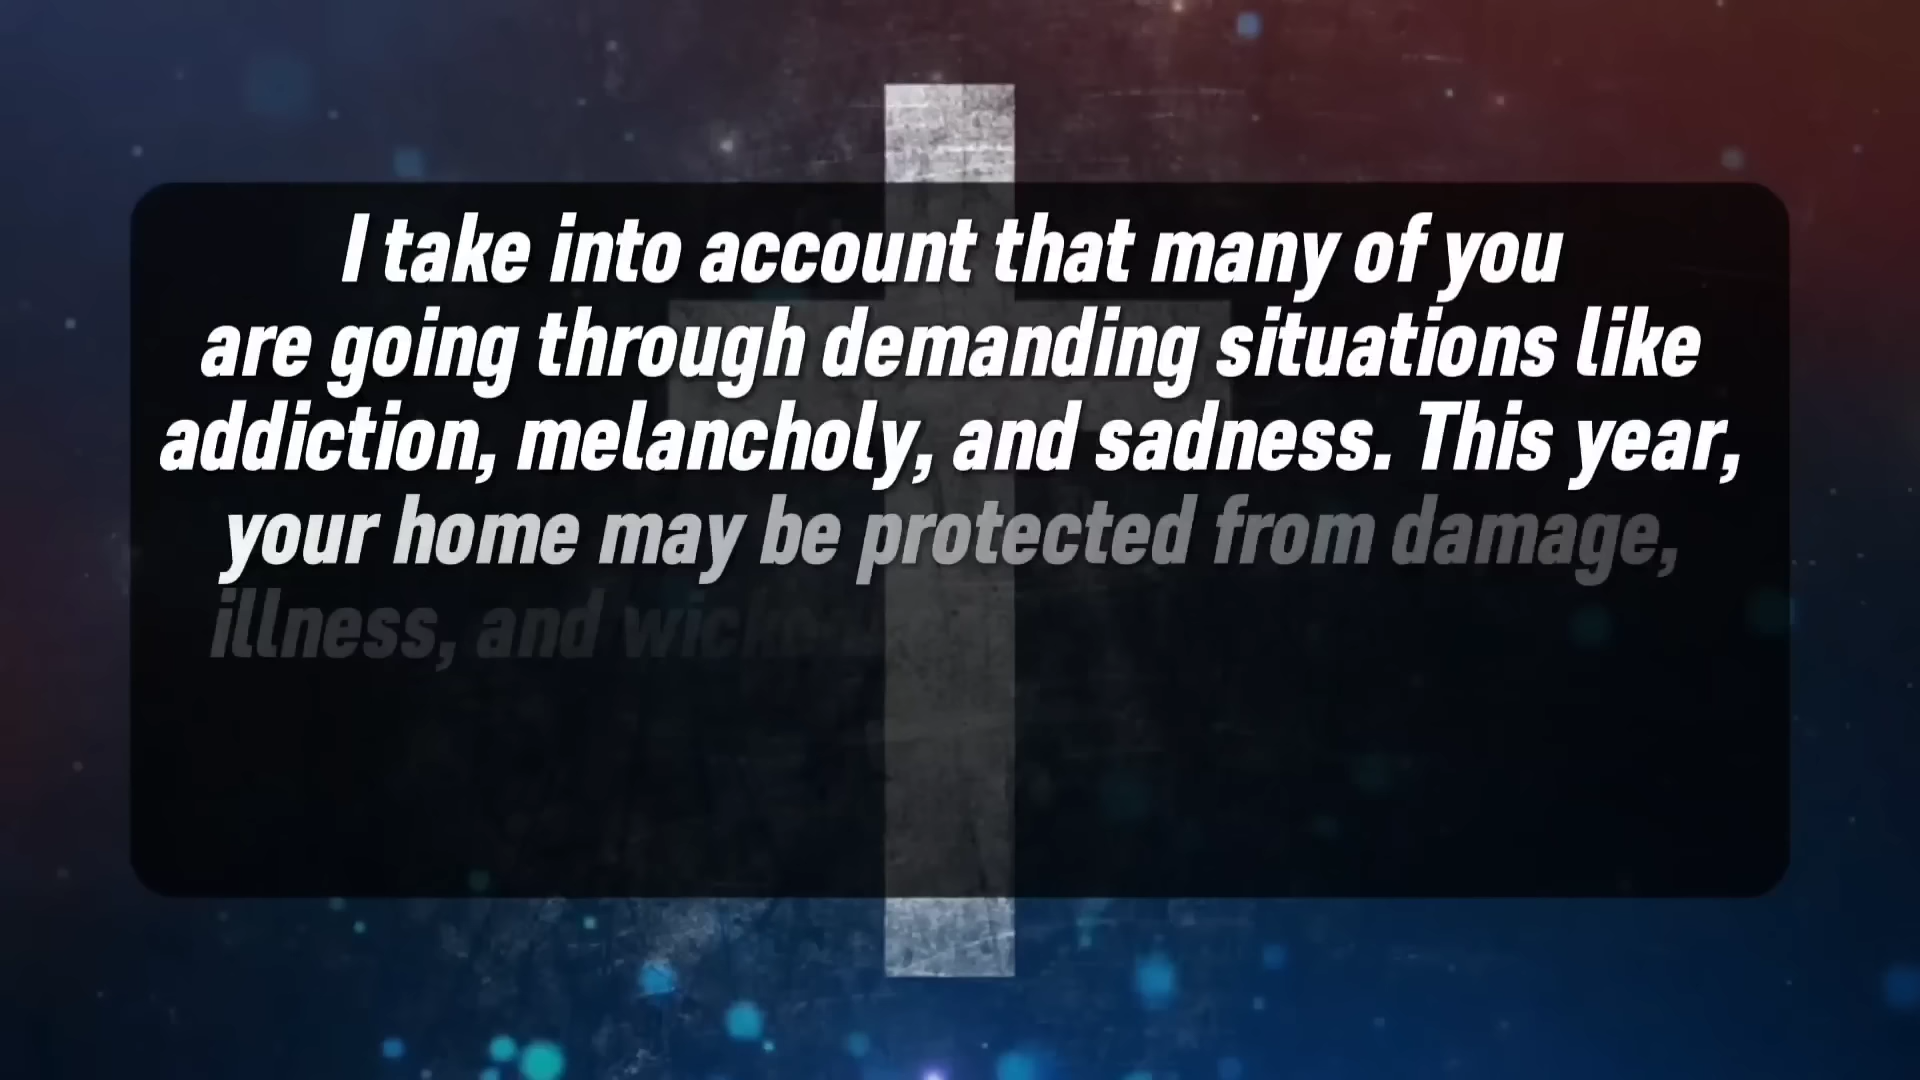 I take into account that many of you
are going through demanding situations like
addiction, melancholy, and sadness. This year,
your home may be protected from damage,
illness, and